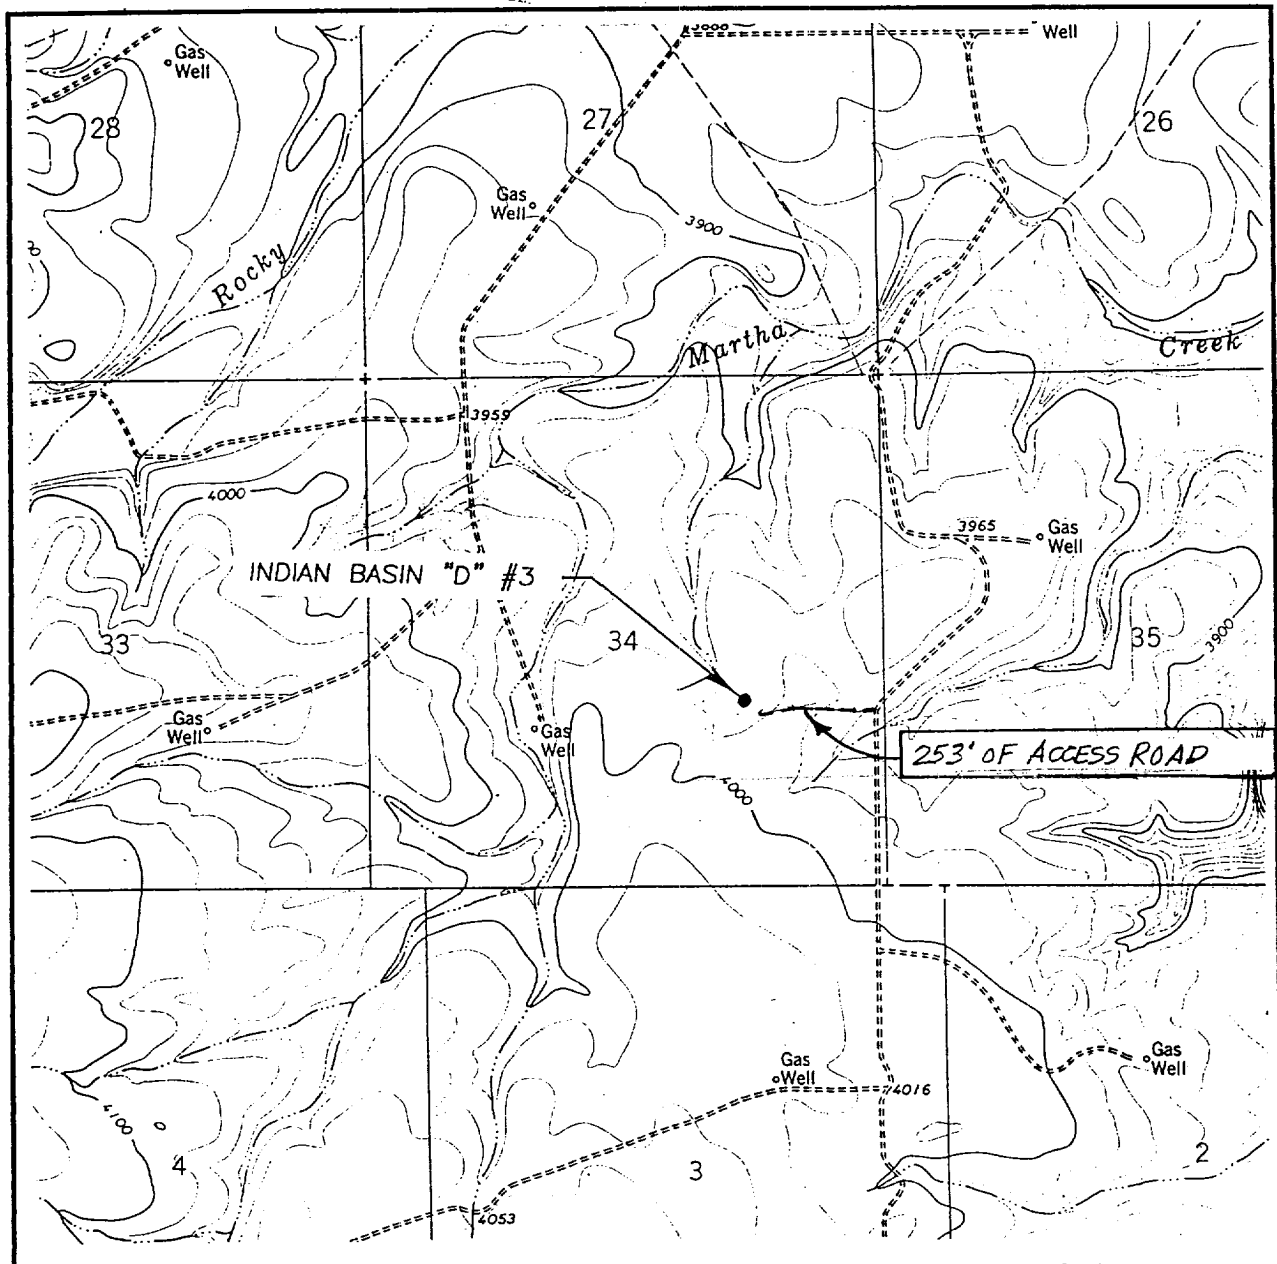 3800
Well
Gas
Well
28
27
26
Gas
Well
3900
Rocky
Martha
Creek
3959
4000
3965
Gas
Well
INDIAN BASIN "D" #3
33
34
35
3900
Gas
Well
Gas
Well
253' OF ACCESS ROAD
4000
Gas
Well
Gas
Well
4016
4100
4
3
2
4053